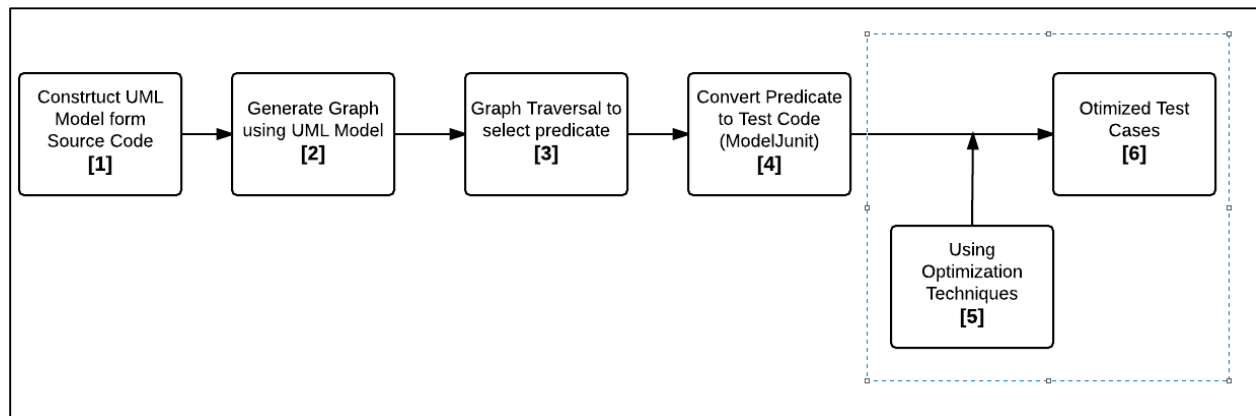 Constrtuct UML
Model form
Source Code
[1]
Generate Graph
using UML Model
[2]
Graph Traversal to
select predicate
[3]
Convert Predicate
to Test Code
(ModelJunit)
[4]
Otimized Test
Cases
[6]
Using
Optimization
Techniques
[5]